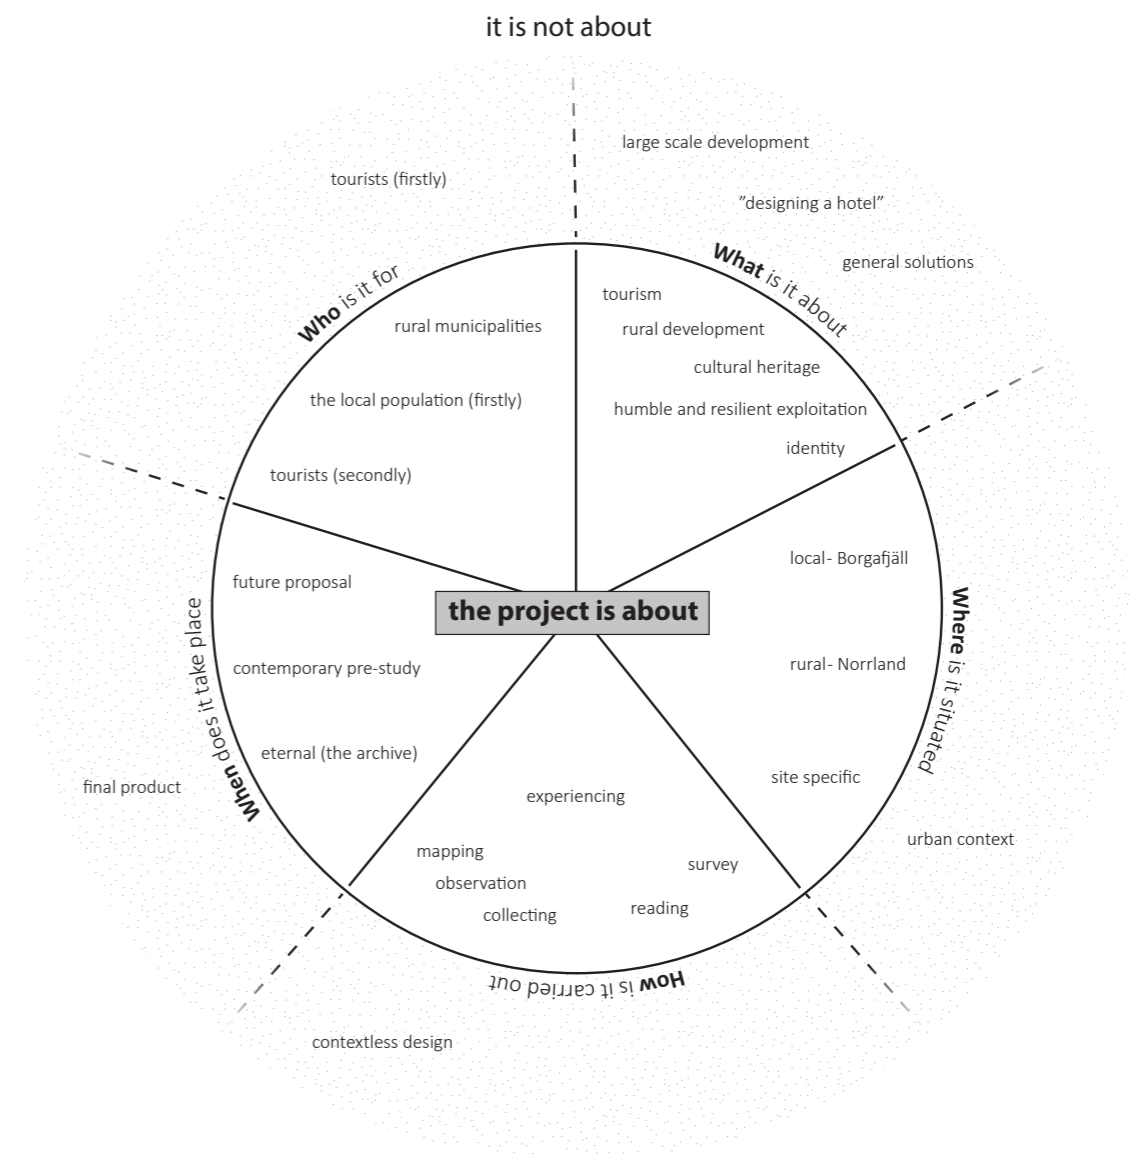 it is not about
large scale development
"designing a hotel"
general solutions
What is it about
tourism
rural development
cultural heritage
humble and resilient exploitation
identity
Where is it situated
local- Borgafjäll
rural- Norrland
site specific
urban context
How is it carried out
experiencing
mapping
observation
collecting
survey
reading
contextless design
When does it take place
future proposal
contemporary pre-study
eternal (the archive)
final product
Who is it for
tourists (firstly)
rural municipalities
the local population (firstly)
tourists (secondly)
the project is about